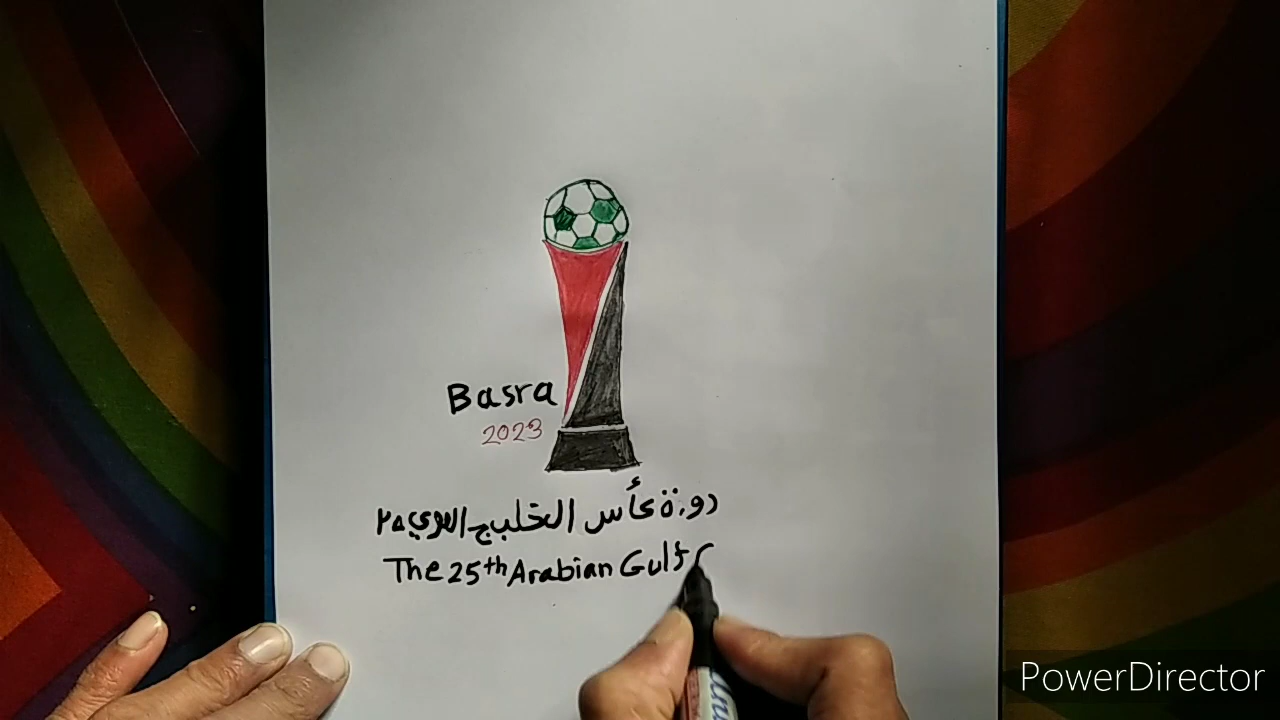 Basra
2023
دورة كأس الخليج العربي ٢٥
The 25th Arabian Gulf C
PowerDirector